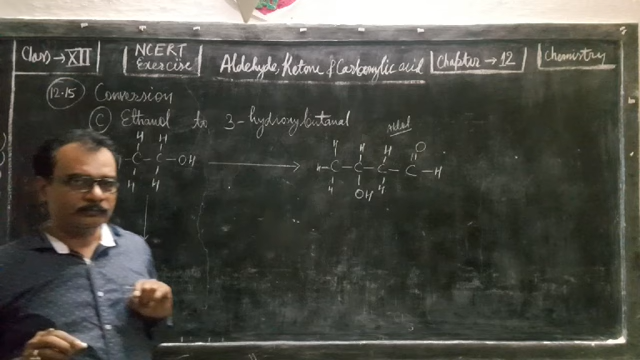 Class → XII
NCERT
Exercise
Aldehyde, Ketone & Carboxylic acid
Chapter → 12
Chemistry
12.15 Conversion
C Ethanol to 3-hydroxybutanal
H H
C - C - OH
H H
H H H O
H - C - C - C - C - H
H OH H